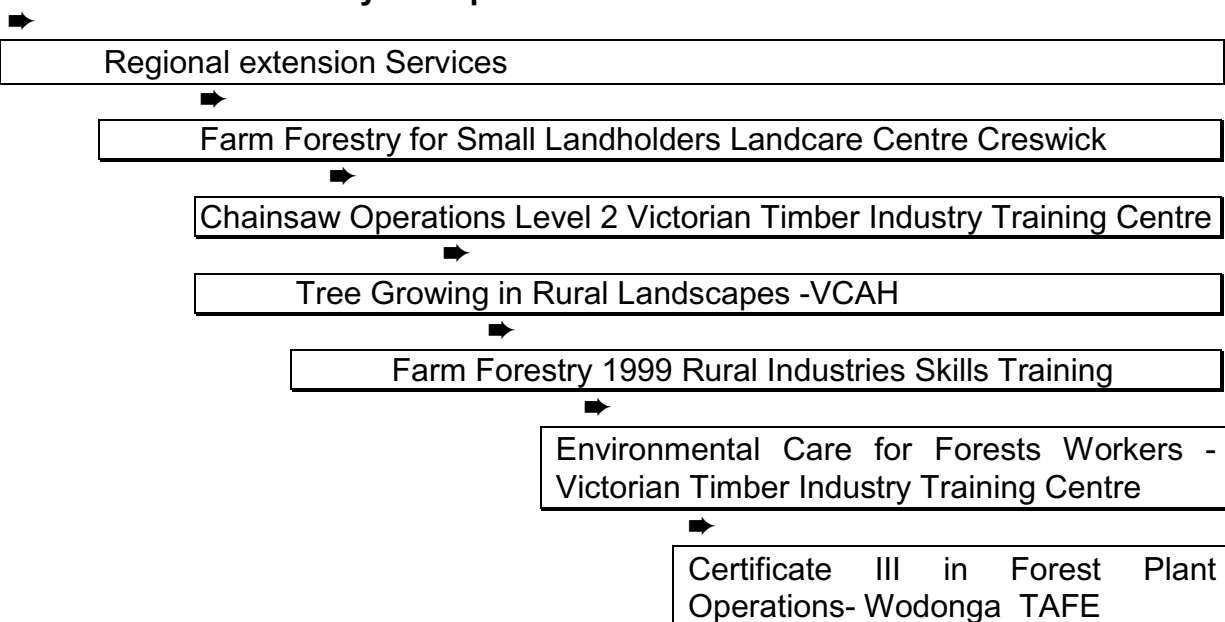 ➨
Regional extension Services
➨
Farm Forestry for Small Landholders Landcare Centre Creswick
➨
Chainsaw Operations Level 2 Victorian Timber Industry Training Centre
➨
Tree Growing in Rural Landscapes -VCAH
➨
Farm Forestry 1999 Rural Industries Skills Training
➨
Environmental Care for Forests Workers -
Victorian Timber Industry Training Centre
➨
Certificate III in Forest Plant
Operations- Wodonga TAFE